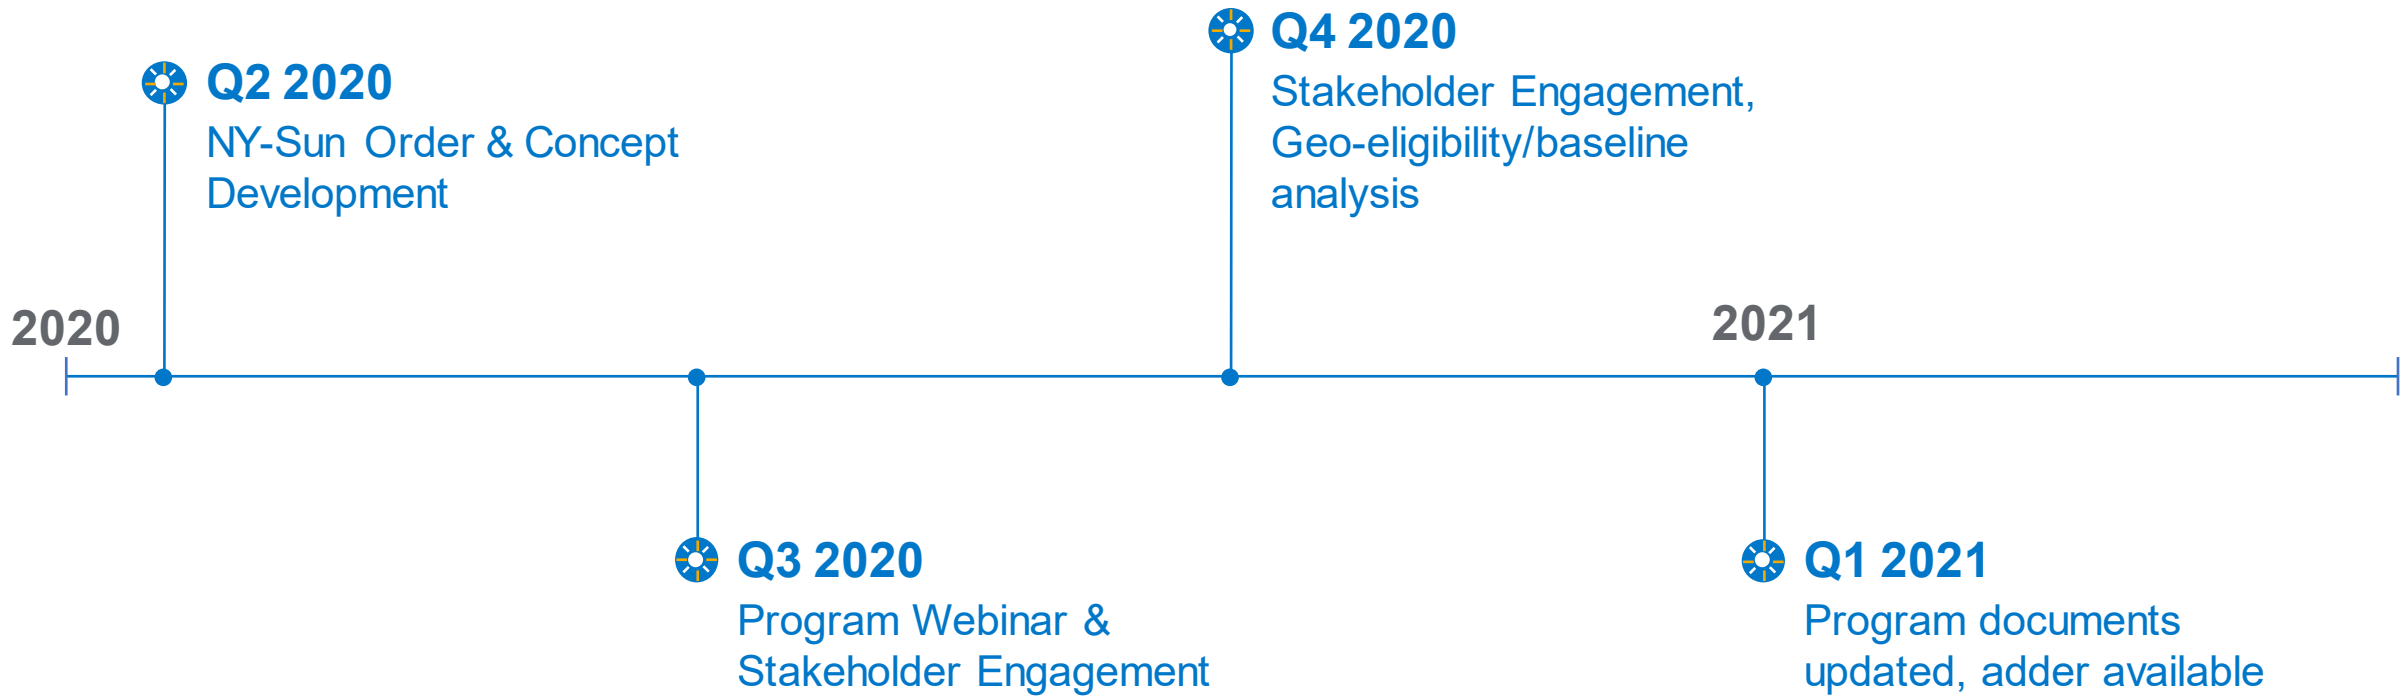 Q2 2020
NY-Sun Order & Concept
Development
Q4 2020
Stakeholder Engagement,
Geo-eligibility/baseline
analysis
2020
2021
Q3 2020
Program Webinar &
Stakeholder Engagement
Q1 2021
Program documents
updated, adder available